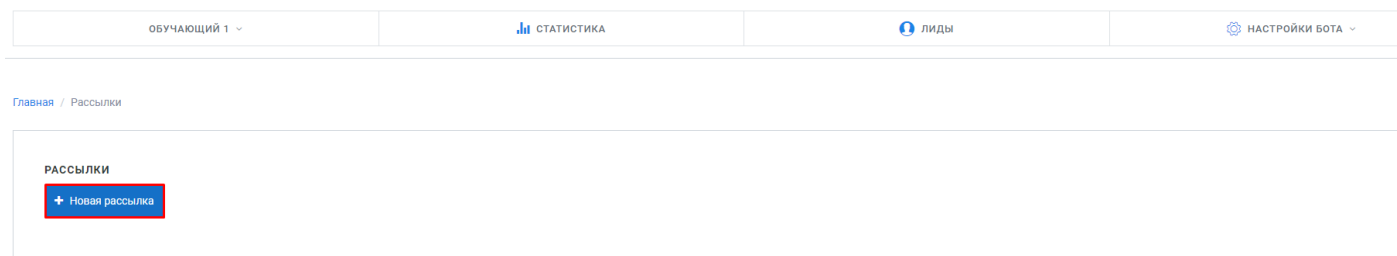 ОБУЧАЮЩИЙ 1
СТАТИСТИКА
ЛИДЫ
НАСТРОЙКИ БОТА
Главная / Рассылки
РАССЫЛКИ
+ Новая рассылка